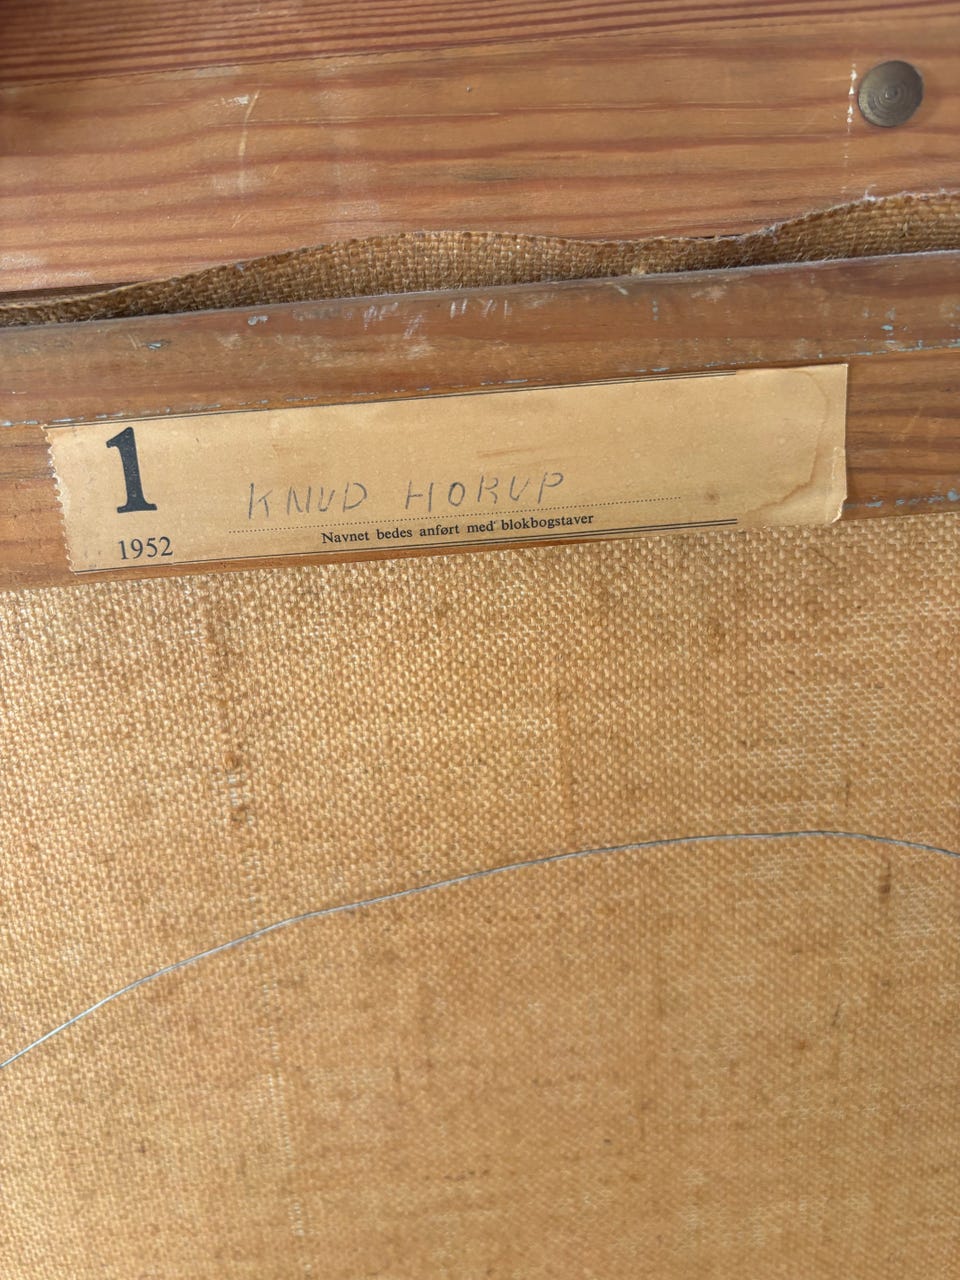 1
KNUD HORUP
Navnet bedes anført med blokbogstaver
1952